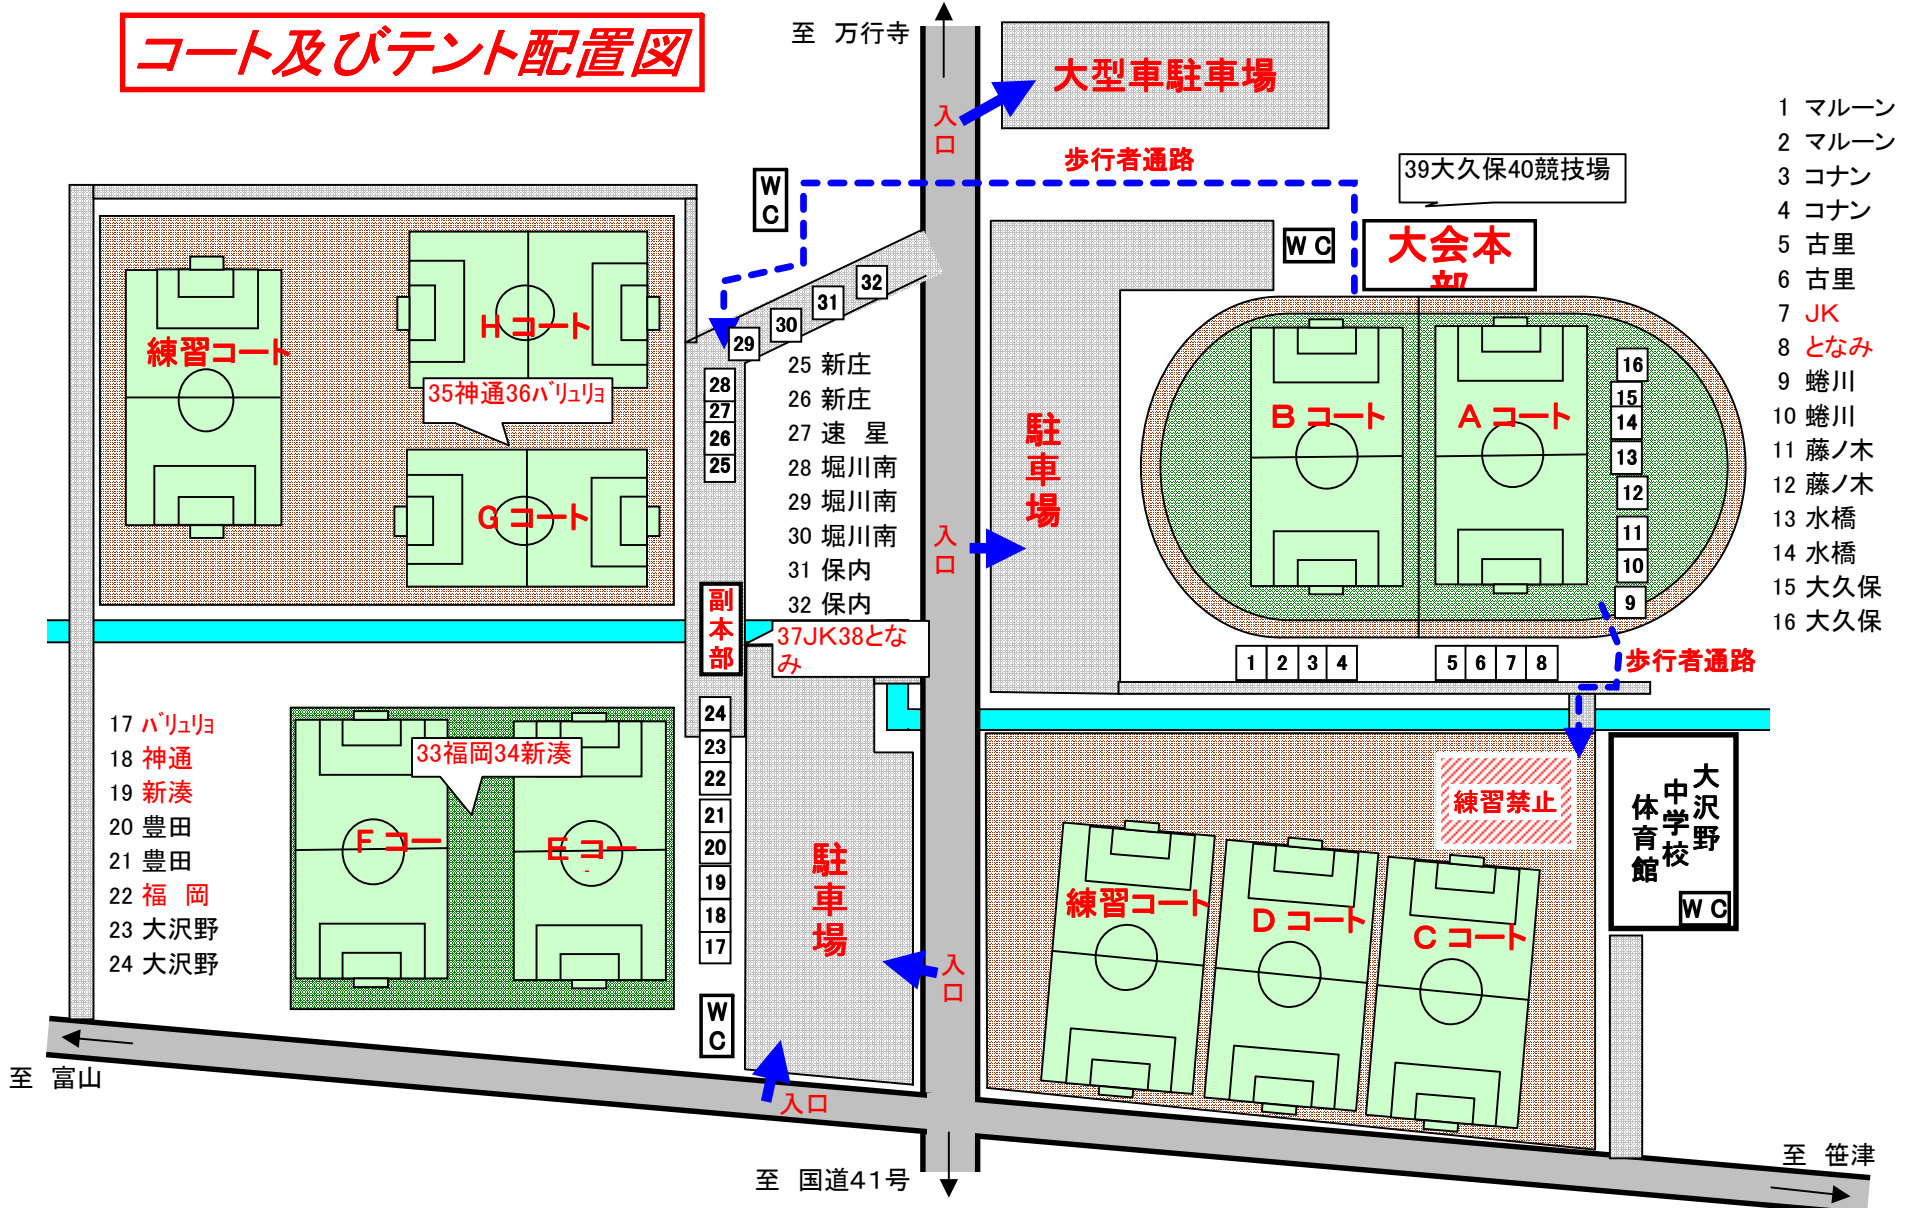 コート及びテント配置図
至 万行寺
大型車駐車場
入口
歩行者通路
39大久保40競技場
WC
WC
大会本部
1 マルーン
2 マルーン
3 コナン
4 コナン
5 古里
6 古里
7 JK
8 となみ
9 蜷川
10 蜷川
11 藤ノ木
12 藤ノ木
13 水橋
14 水橋
15 大久保
16 大久保
練習コート
Hコート
35神通36バリュリョ
Gコート
32
31
30
29
28
27
26
25
25 新庄
26 新庄
27 速 星
28 堀川南
29 堀川南
30 堀川南
31 保内
32 保内
駐車場
入口
Bコート
Aコート
16
15
14
13
12
11
10
9
1 2 3 4
5 6 7 8
歩行者通路
副本部
37JK38とな
み
17 バリュリョ
18 神通
19 新湊
20 豊田
21 豊田
22 福 岡
23 大沢野
24 大沢野
33福岡34新湊
Fコー
Eコー
24
23
22
21
20
19
18
17
WC
駐車場
入口
入口
練習禁止
練習コート
Dコート
Cコート
大沢野
中学校
体育館
WC
至 富山
至 国道41号
至 笹津